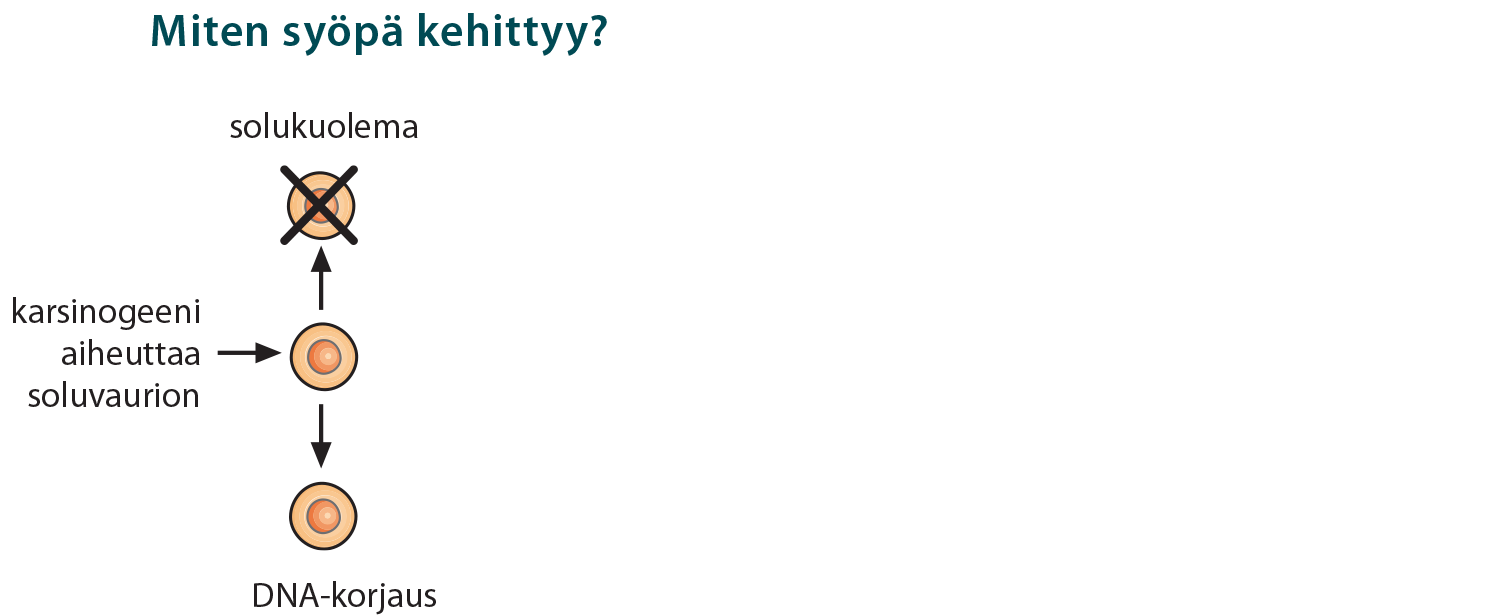 Miten syöpä kehittyy?
solukuolema
karsinogeeni
aiheuttaa
soluvaurion
DNA-korjaus